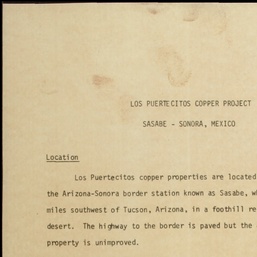 LOS PUERTECITOS COPPER PROJECT
SASABE - SONORA, MEXICO
Location
Los Puertecitos copper properties are located
the Arizona-Sonora border station known as Sasabe,
miles southwest of Tucson, Arizona, in a foothill
desert. The highway to the border is paved but the
property is unimproved.